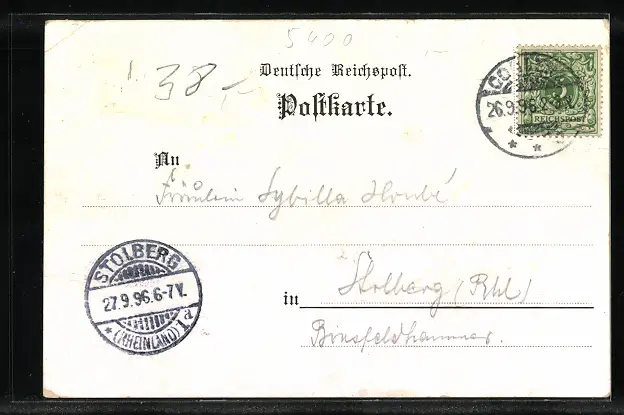 5400
38,-
Deutsche Reichspost.
Postkarte.
REICHSPOST
26.9.96
An
Fräulein Sybilla
STOLBERG
27.9.96.6-7V.
* (RHEINLAND)
in Stolberg (Rhl)
Binsfeldhammer.